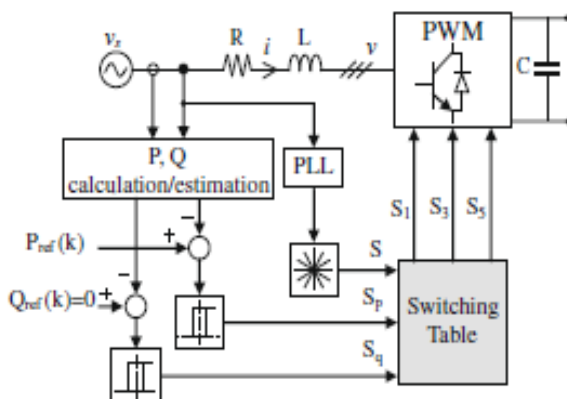 vs
R
i
L
v
PWM
C
P, Q
calculation/estimation
PLL
S1
S3
S5
Pref(k)
+
−
S
Qref(k)=0
+
−
Sp
Switching
Table
Sq